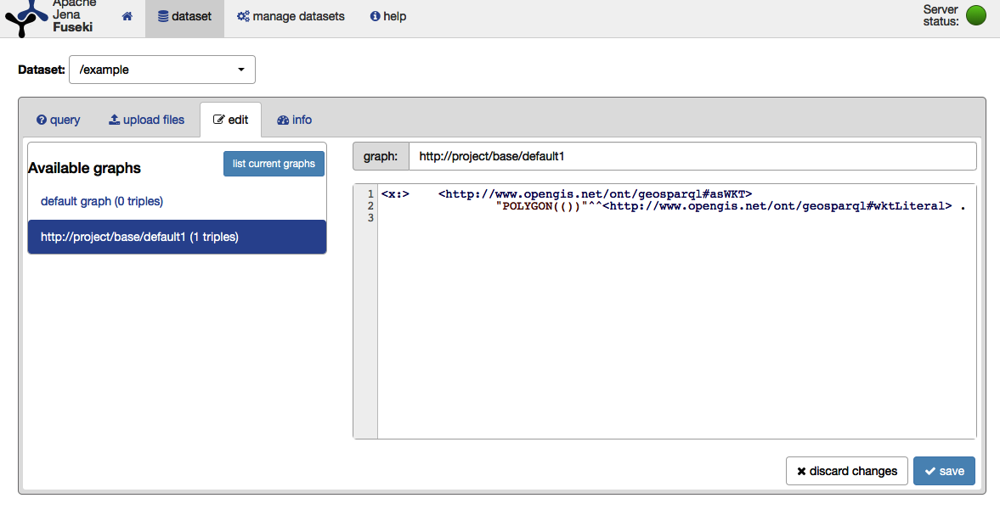 Apache
Jena
Fuseki
dataset
manage datasets
help
Server
status:
Dataset:
/example
query
upload files
edit
info
Available graphs
list current graphs
default graph (0 triples)
http://project/base/default1 (1 triples)
graph:
http://project/base/default1
1 <x:> <http://www.opengis.net/ont/geosparql#asWKT>
2 "POLYGON(())"^^<http://www.opengis.net/ont/geosparql#wktLiteral> .
3
discard changes
save